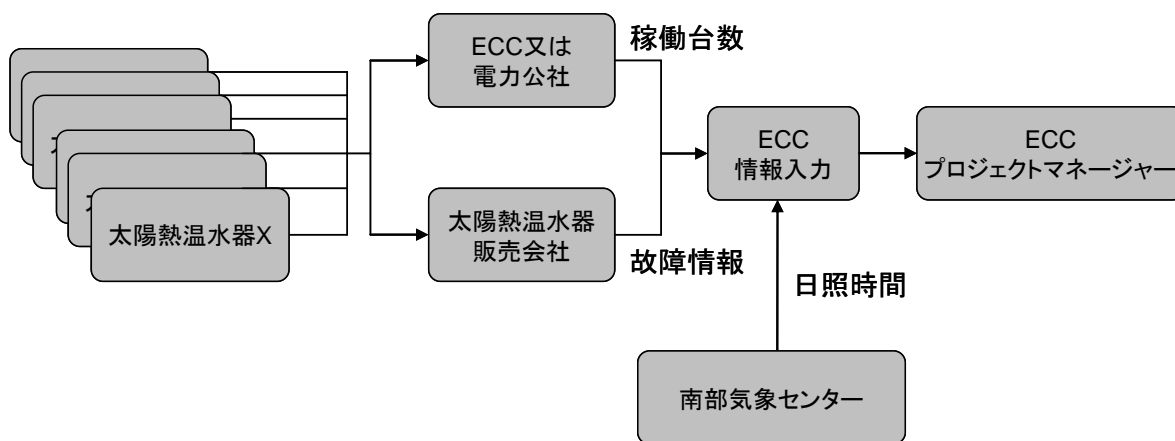 ECC又は
電力公社
稼働台数
ECC
情報入力
ECC
プロジェクトマネージャー
太陽熱温水器X
太陽熱温水器
販売会社
故障情報
日照時間
南部気象センター